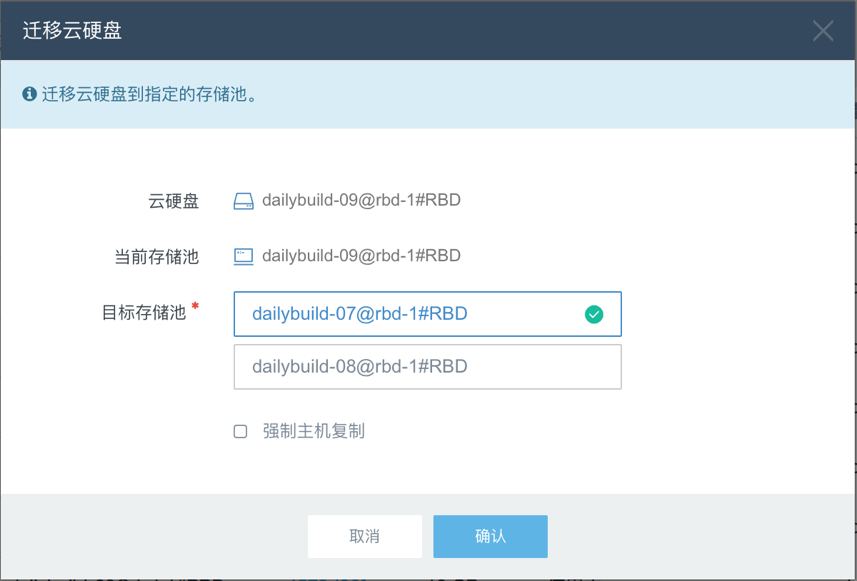 迁移云硬盘
迁移云硬盘到指定的存储池。
云硬盘 dailybuild-09@rbd-1#RBD
当前存储池 dailybuild-09@rbd-1#RBD
目标存储池 * dailybuild-07@rbd-1#RBD
dailybuild-08@rbd-1#RBD
强制主机复制
取消 确认